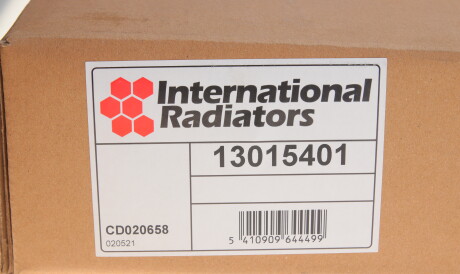 International
Radiators
13015401
CD020658
020521
5 410909 644499